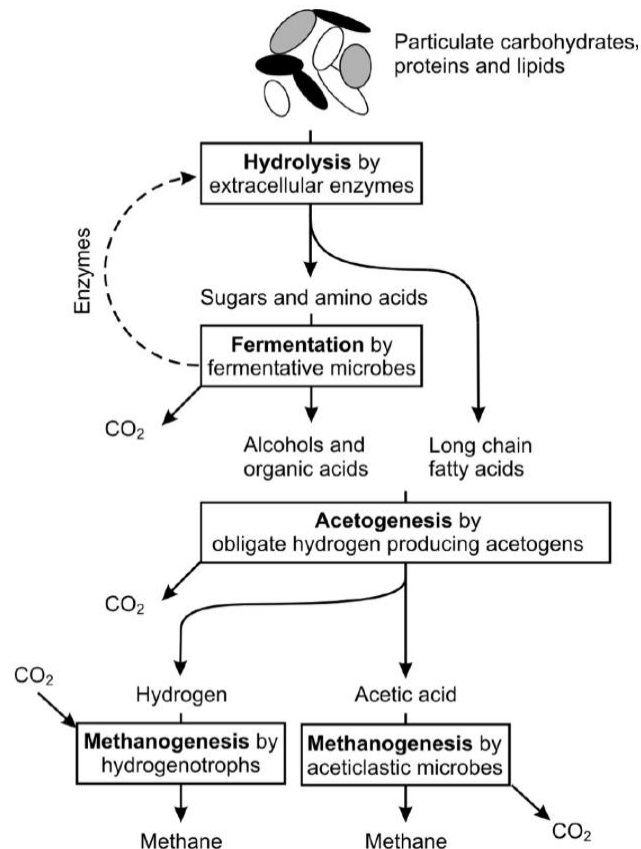 Particulate carbohydrates,
proteins and lipids
Hydrolysis by
extracellular enzymes
Enzymes
Sugars and amino acids
Fermentation by
fermentative microbes
CO₂
Alcohols and
organic acids
Long chain
fatty acids
Acetogenesis by
obligate hydrogen producing acetogens
CO₂
CO₂
Hydrogen
Acetic acid
Methanogenesis by
hydrogenotrophs
Methanogenesis by
aceticlastic microbes
CO₂
Methane
Methane